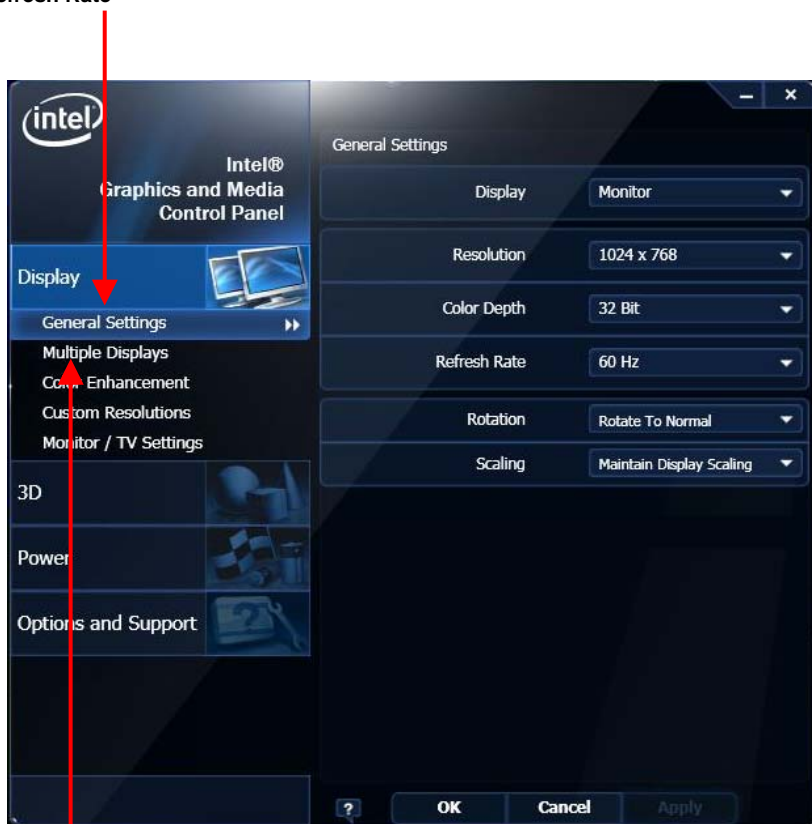 fresh Rate
intel
Intel®
Graphics and Media
Control Panel
General Settings
Display Monitor
Resolution 1024 x 768
Color Depth 32 Bit
Refresh Rate 60 Hz
Rotation Rotate To Normal
Scaling Maintain Display Scaling
Display
General Settings
Multiple Displays
Color Enhancement
Custom Resolutions
Monitor / TV Settings
3D
Power
Options and Support
?
OK Cancel Apply